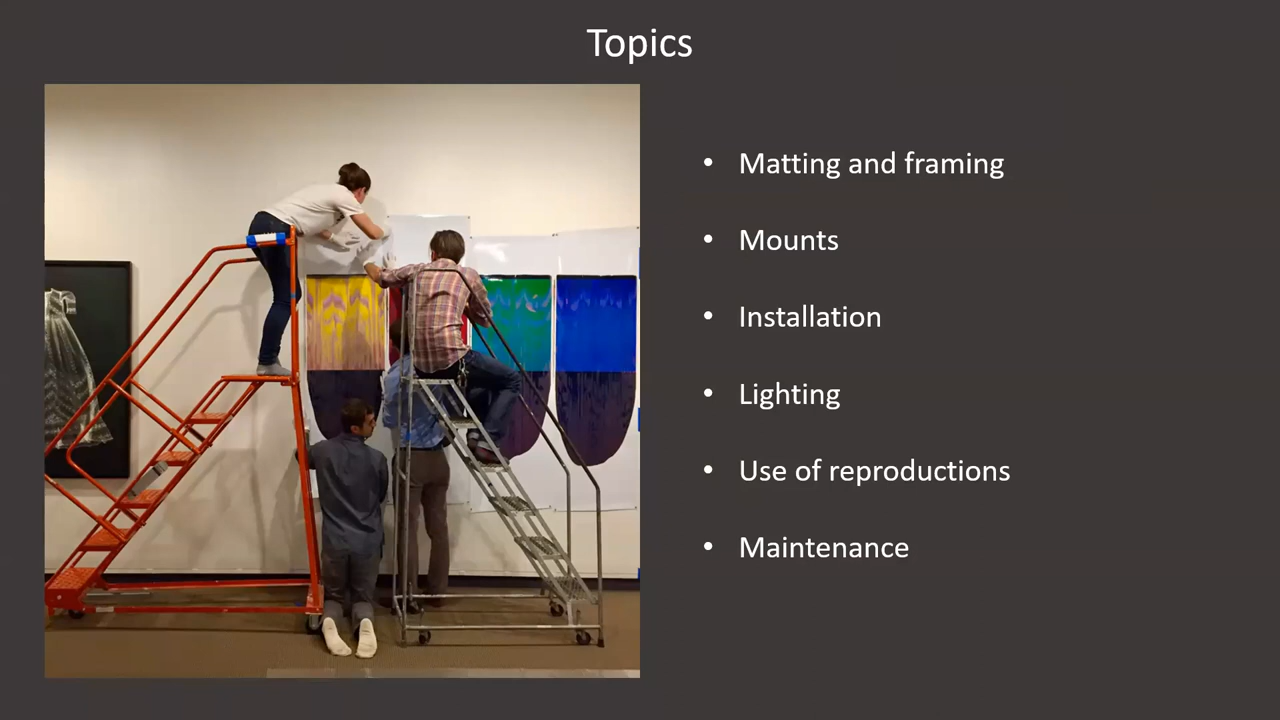 Topics
• Matting and framing
• Mounts
• Installation
• Lighting
• Use of reproductions
• Maintenance